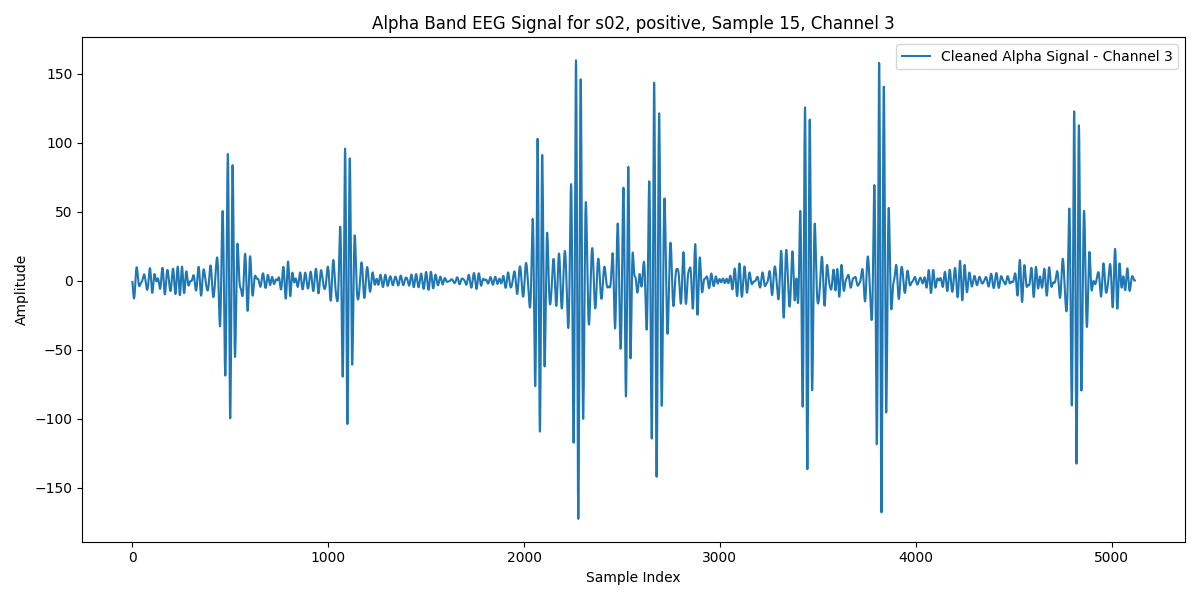 Alpha Band EEG Signal for s02, positive, Sample 15, Channel 3
Cleaned Alpha Signal - Channel 3
Amplitude
150
100
50
0
−50
−100
−150
0 1000 2000 3000 4000 5000
Sample Index